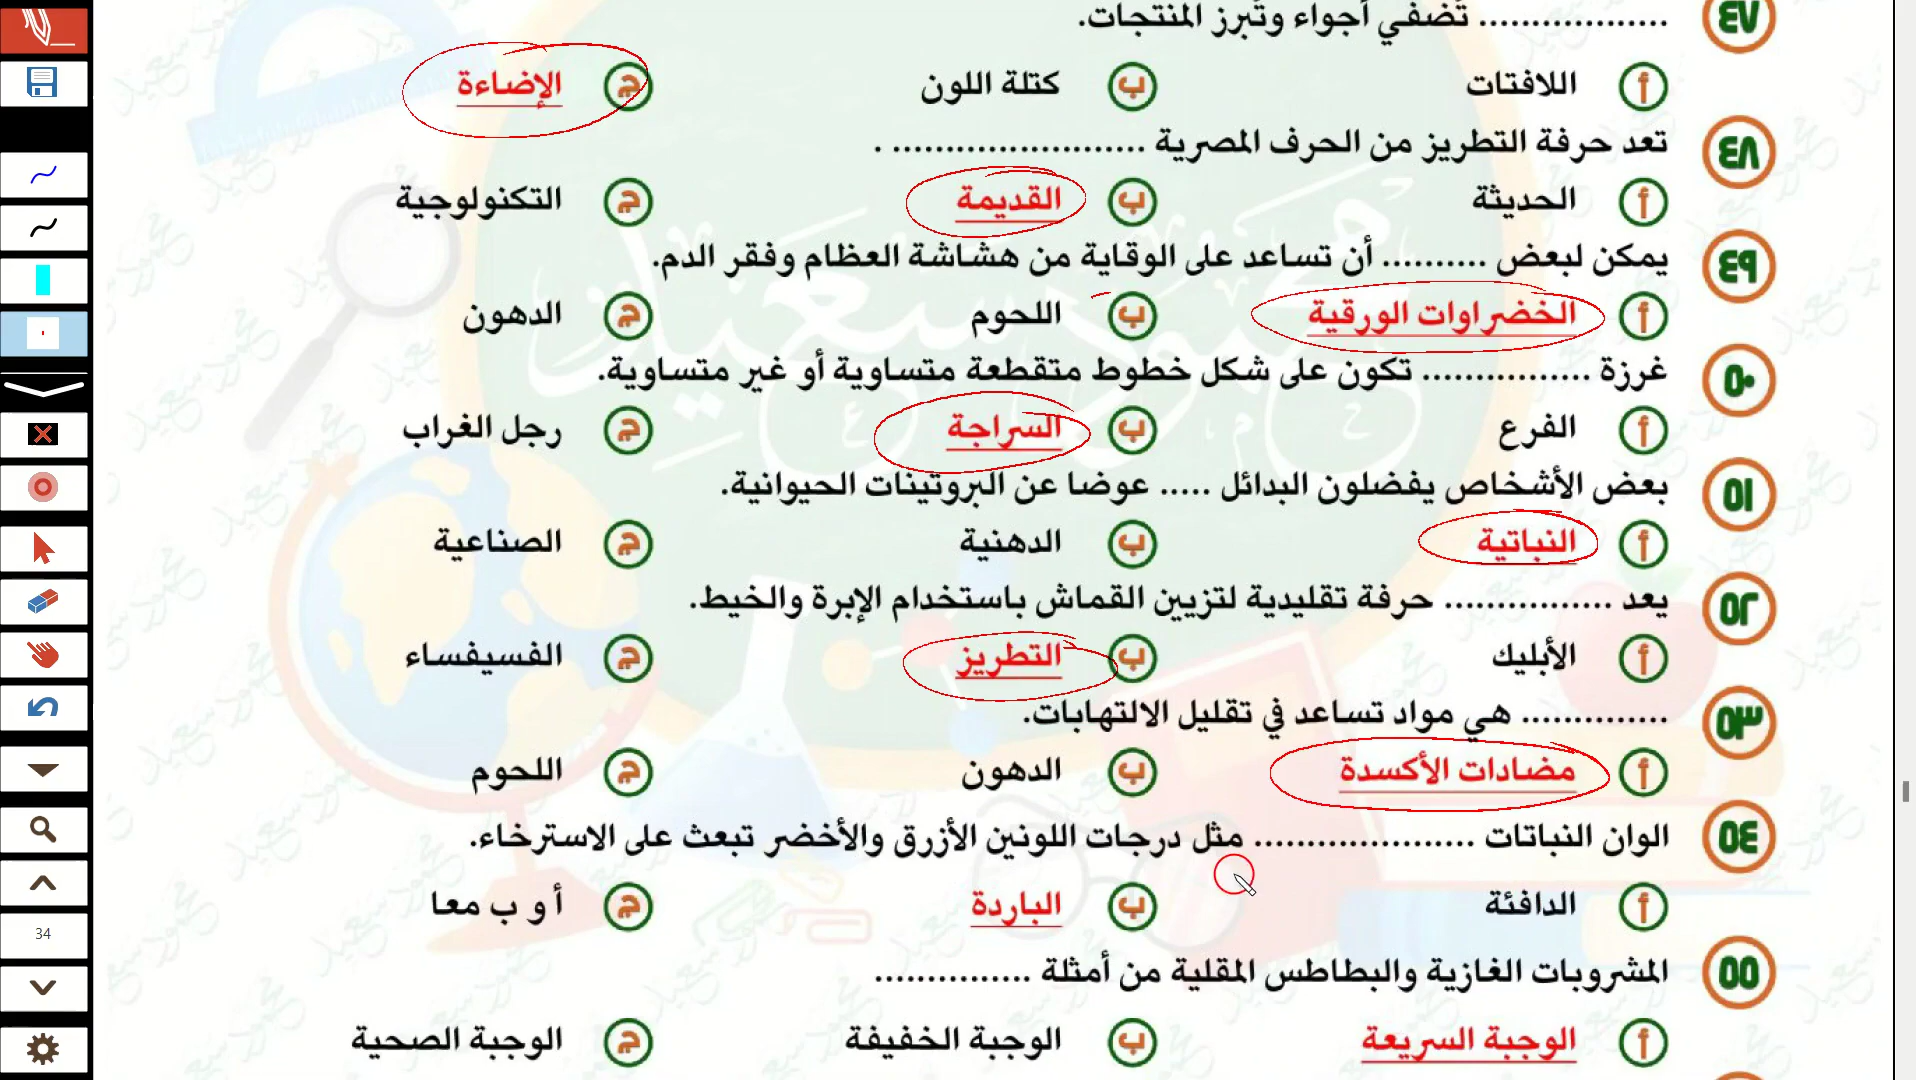 ٤٧ ................. تُضفي أجواء وتُبرز المنتجات.
أ اللافتات ب كتلة اللون ج الإضاءة
٤٨ تعد حرفة التطريز من الحرف المصرية ........................ .
أ الحديثة ب القديمة ج التكنولوجية
٤٩ يمكن لبعض .......... أن تساعد على الوقاية من هشاشة العظام وفقر الدم.
أ الخضراوات الورقية ب اللحوم ج الدهون
٥٠ غرزة ................ تكون على شكل خطوط متقطعة متساوية أو غير متساوية.
أ الفرع ب السراجة ج رجل الغراب
٥١ بعض الأشخاص يفضلون البدائل ..... عوضا عن البروتينات الحيوانية.
أ النباتية ب الدهنية ج الصناعية
٥٢ يعد ................ حرفة تقليدية لتزيين القماش باستخدام الإبرة والخيط.
أ الأبليك ب التطريز ج الفسيفساء
٥٣ .............. هي مواد تساعد في تقليل الالتهابات.
أ مضادات الأكسدة ب الدهون ج اللحوم
٥٤ الوان النباتات ..................... مثل درجات اللونين الأزرق والأخضر تبعث على الاسترخاء.
أ الدافئة ب الباردة ج أ و ب معا
٥٥ المشروبات الغازية والبطاطس المقلية من أمثلة ...............
أ الوجبة السريعة ب الوجبة الخفيفة ج الوجبة الصحية
34
محمود سعيد